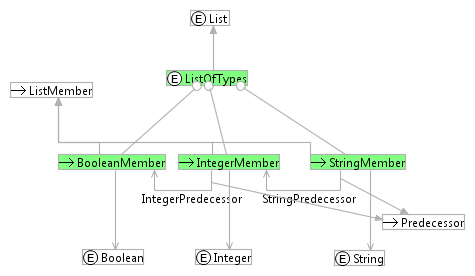 E List
E ListOfTypes
ListMember
BooleanMember
IntegerMember
StringMember
IntegerPredecessor
StringPredecessor
Predecessor
E Boolean
E Integer
E String